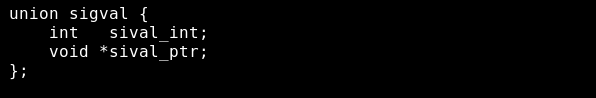 union sigval {
    int   sival_int;
    void *sival_ptr;
};